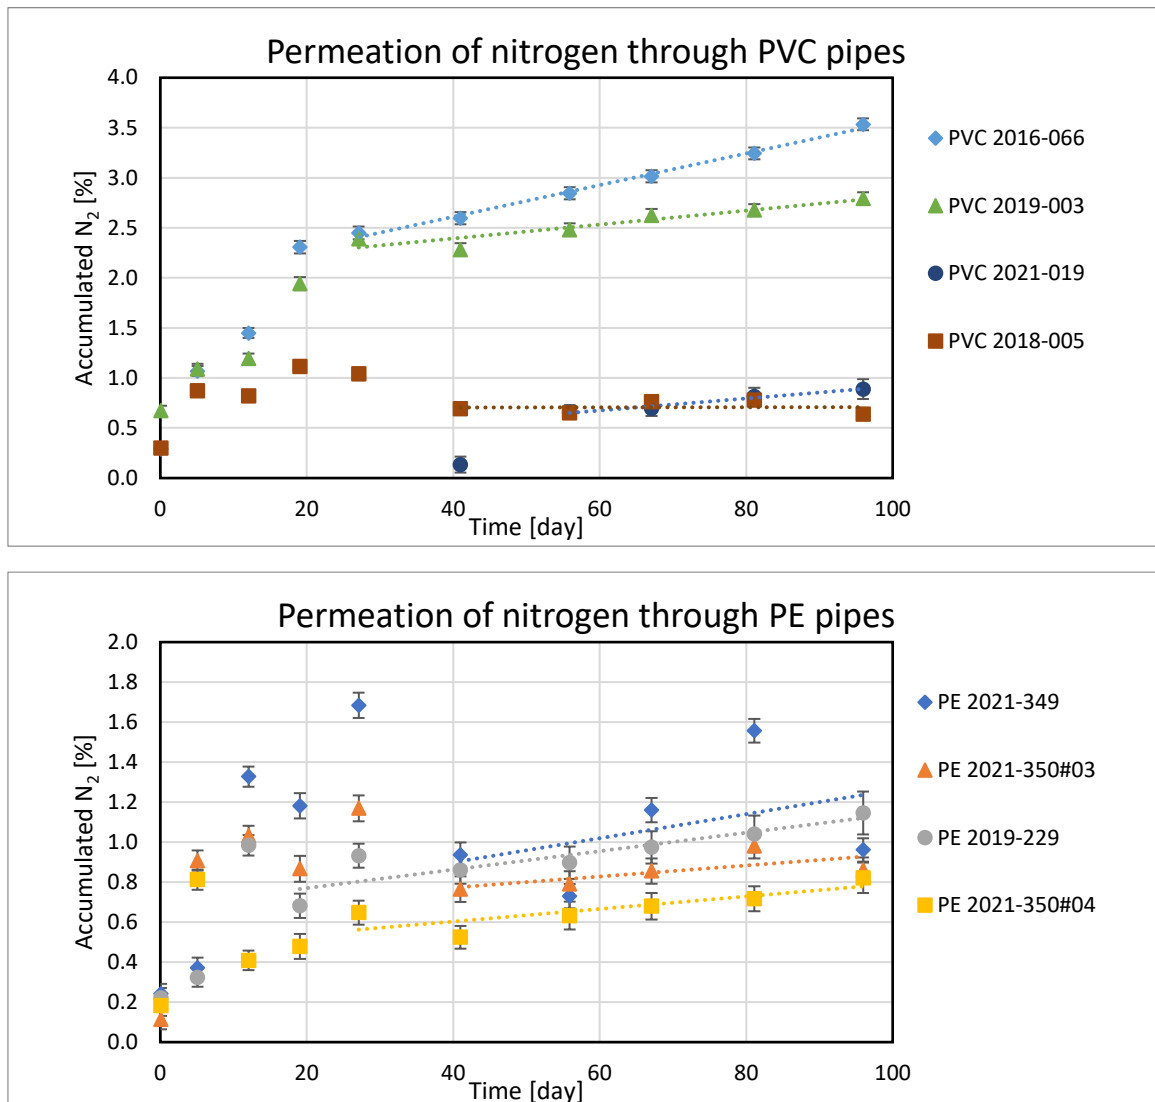 Permeation of nitrogen through PVC pipes
4.0
3.5
3.0
2.5
2.0
1.5
1.0
0.5
0.0
Accumulated N₂ [%]
0 20 40 60 80 100
Time [day]
PVC 2016-066
PVC 2019-003
PVC 2021-019
PVC 2018-005
Permeation of nitrogen through PE pipes
2.0
1.8
1.6
1.4
1.2
1.0
0.8
0.6
0.4
0.2
0.0
Accumulated N₂ [%]
0 20 40 60 80 100
Time [day]
PE 2021-349
PE 2021-350#03
PE 2019-229
PE 2021-350#04